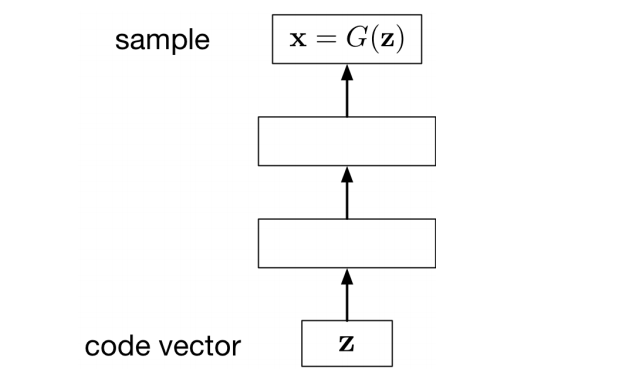 sample
𝐱 = G(𝐳)
code vector
𝐳